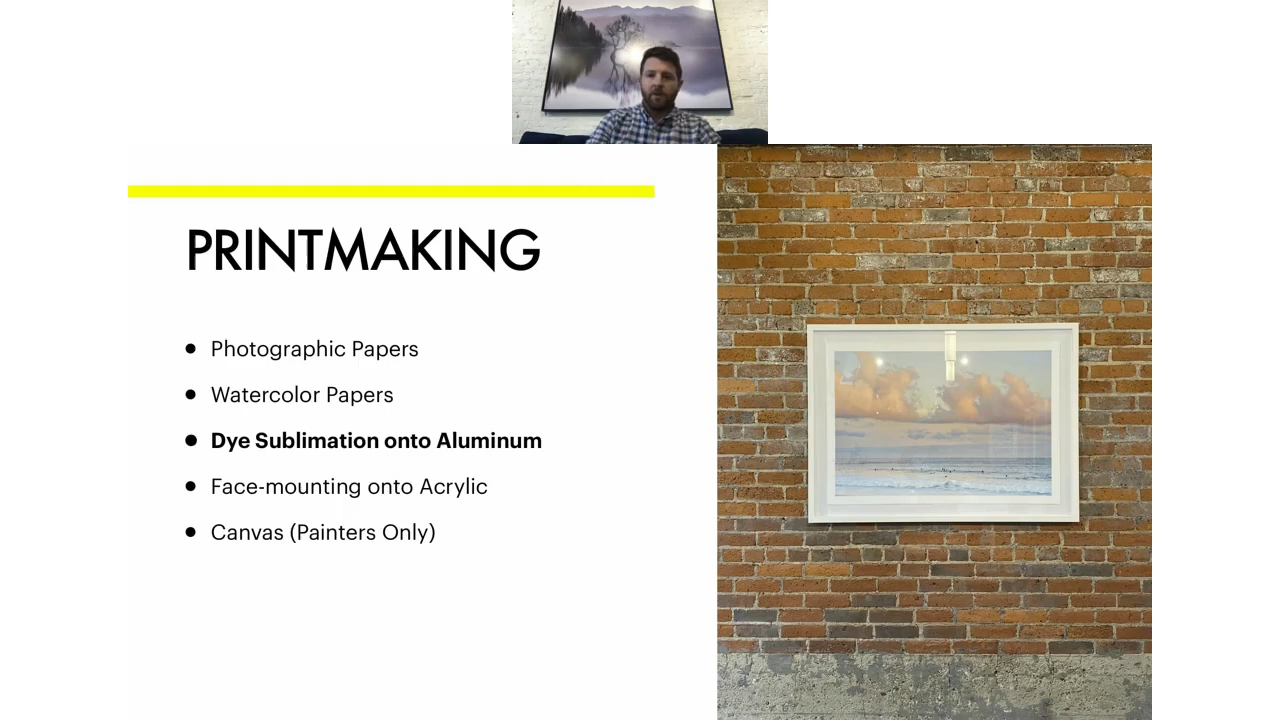 PRINTMAKING
Photographic Papers
Watercolor Papers
Dye Sublimation onto Aluminum
Face-mounting onto Acrylic
Canvas (Painters Only)